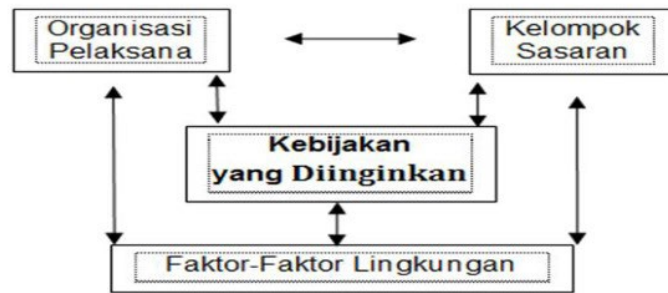 Organisasi
Pelaksana
Kelompok
Sasaran
Kebijakan
yang Diinginkan
Faktor-Faktor Lingkungan